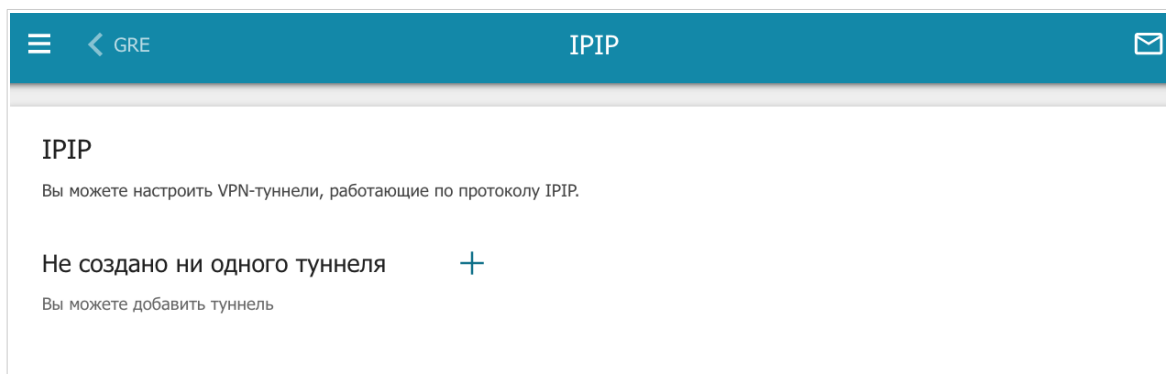 GRE
IPIP
IPIP
Вы можете настроить VPN-туннели, работающие по протоколу IPIP.
Не создано ни одного туннеля
Вы можете добавить туннель